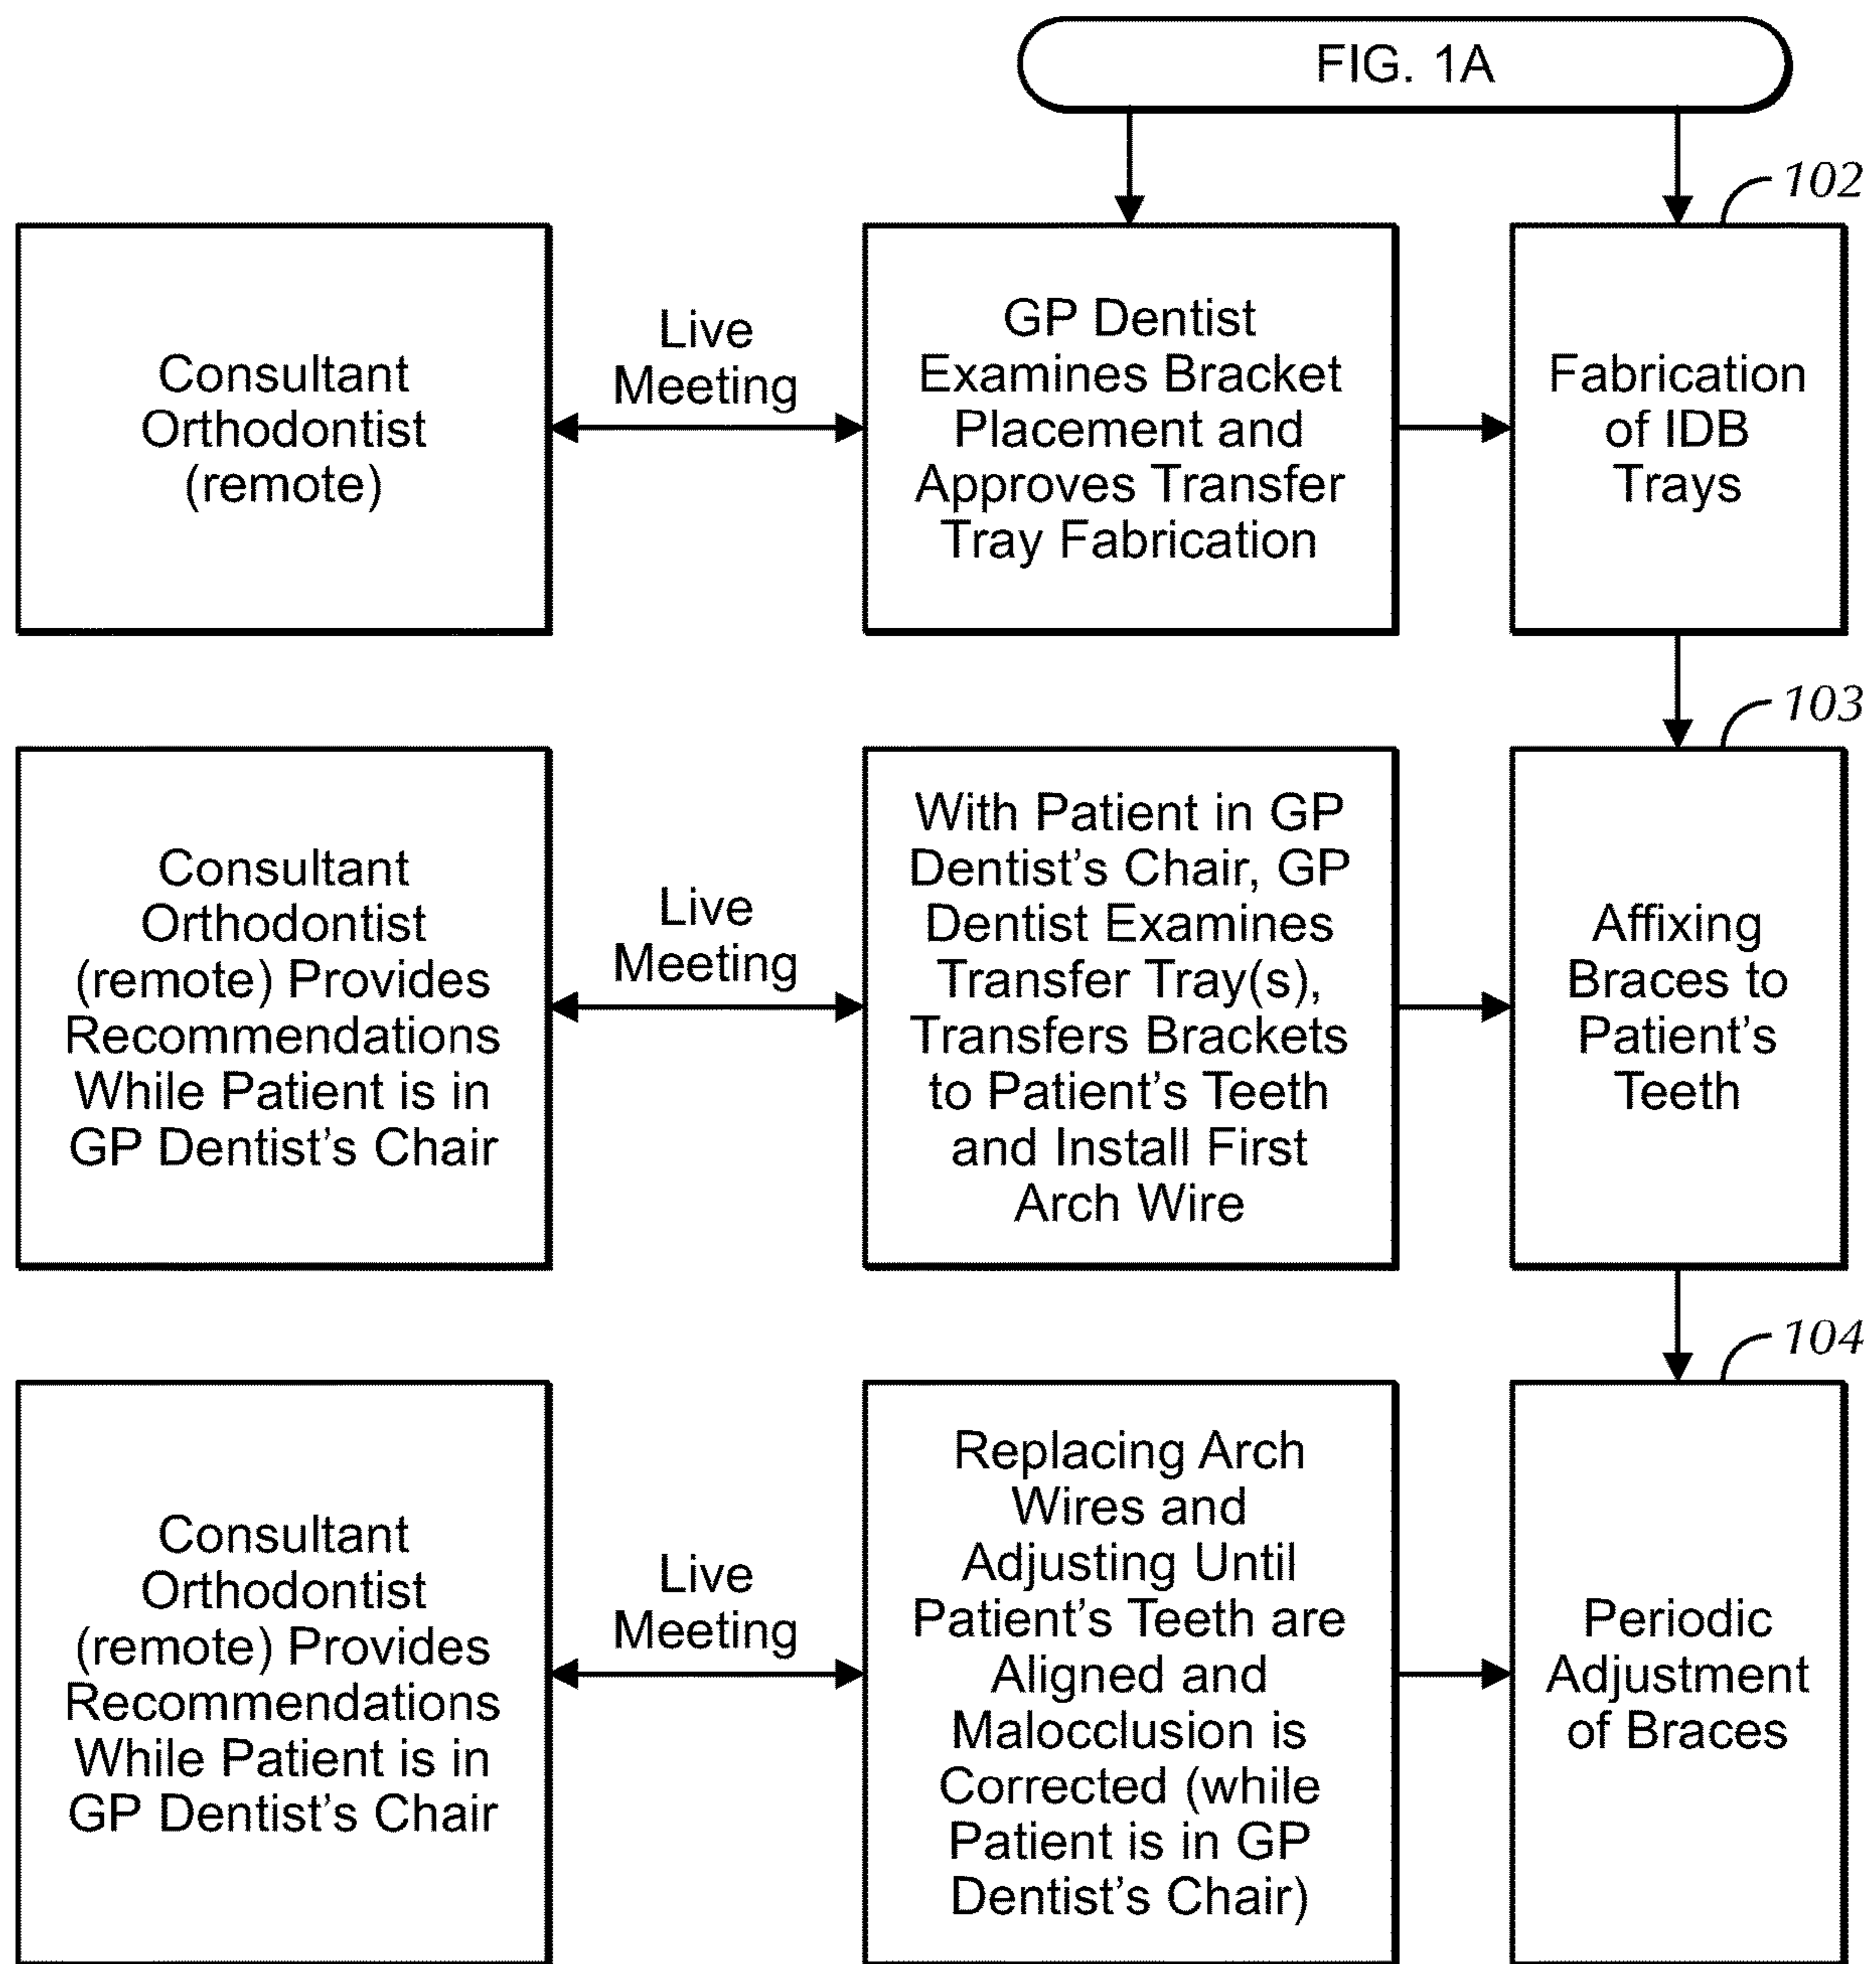 FIG. 1A
102
Consultant
Orthodontist
(remote)
Live
Meeting
GP Dentist
Examines Bracket
Placement and
Approves Transfer
Tray Fabrication
Fabrication
of IDB
Trays
103
Consultant
Orthodontist
(remote) Provides
Recommendations
While Patient is in
GP Dentist's Chair
Live
Meeting
With Patient in GP
Dentist's Chair, GP
Dentist Examines
Transfer Tray(s),
Transfers Brackets
to Patient's Teeth
and Install First
Arch Wire
Affixing
Braces to
Patient's
Teeth
104
Consultant
Orthodontist
(remote) Provides
Recommendations
While Patient is in
GP Dentist's Chair
Live
Meeting
Replacing Arch
Wires and
Adjusting Until
Patient's Teeth are
Aligned and
Malocclusion is
Corrected (while
Patient is in GP
Dentist's Chair)
Periodic
Adjustment
of Braces